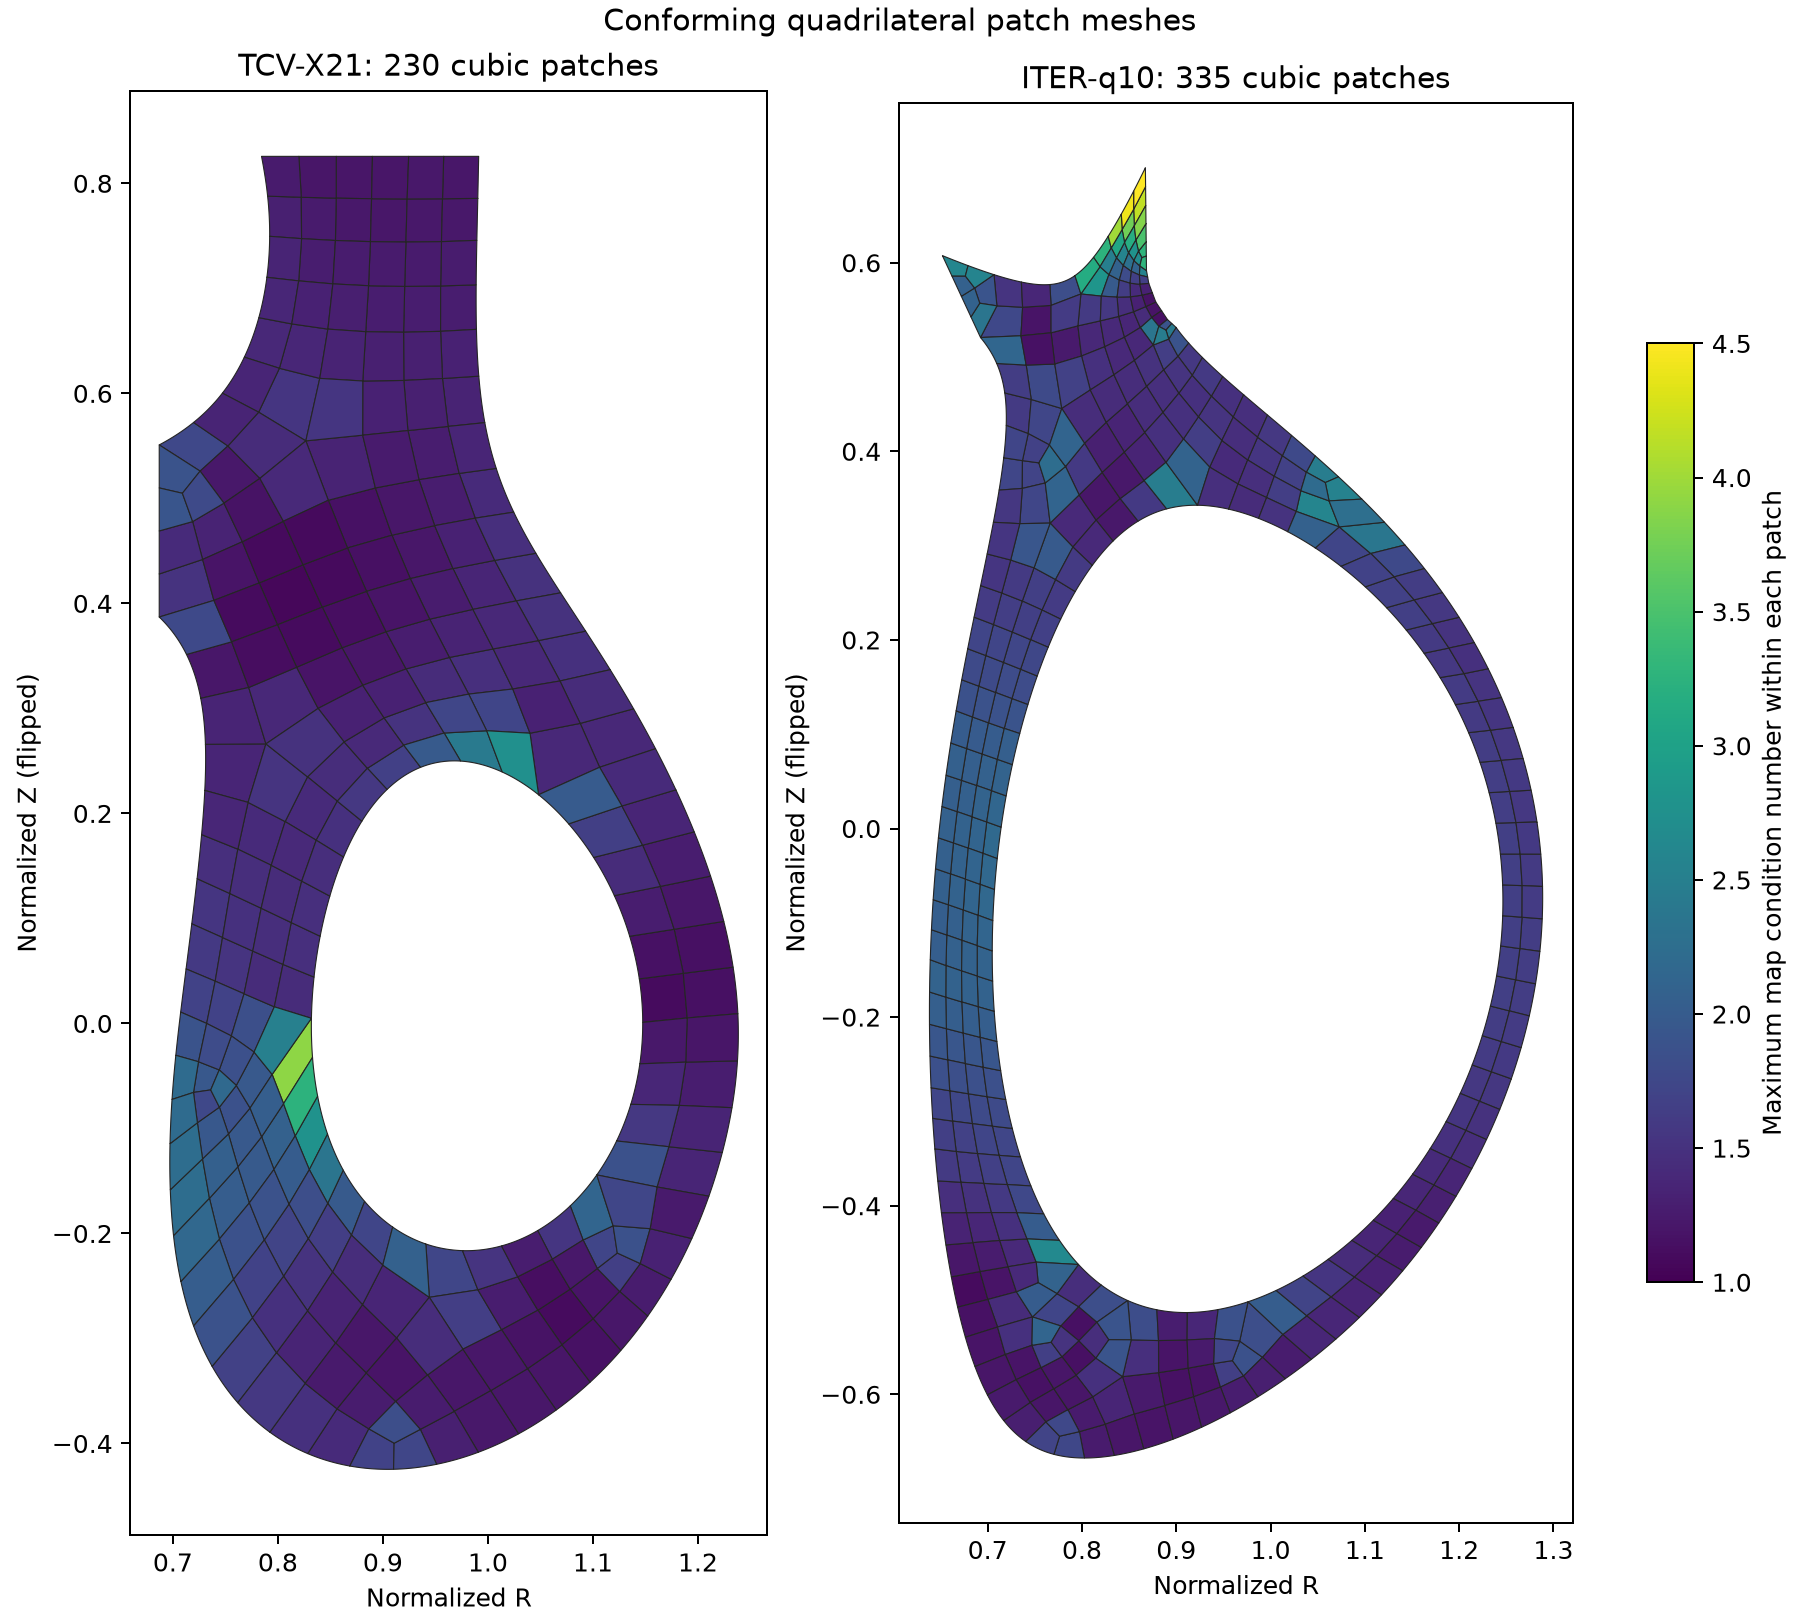 Conforming quadrilateral patch meshes
TCV-X21: 230 cubic patches
0.8
0.6
0.4
0.2
0.0
−0.2
−0.4
Normalized Z (flipped)
0.7 0.8 0.9 1.0 1.1 1.2
Normalized R
ITER-q10: 335 cubic patches
0.6
0.4
0.2
0.0
−0.2
−0.4
−0.6
Normalized Z (flipped)
0.7 0.8 0.9 1.0 1.1 1.2 1.3
Normalized R
4.5
4.0
3.5
3.0
2.5
2.0
1.5
1.0
Maximum map condition number within each patch